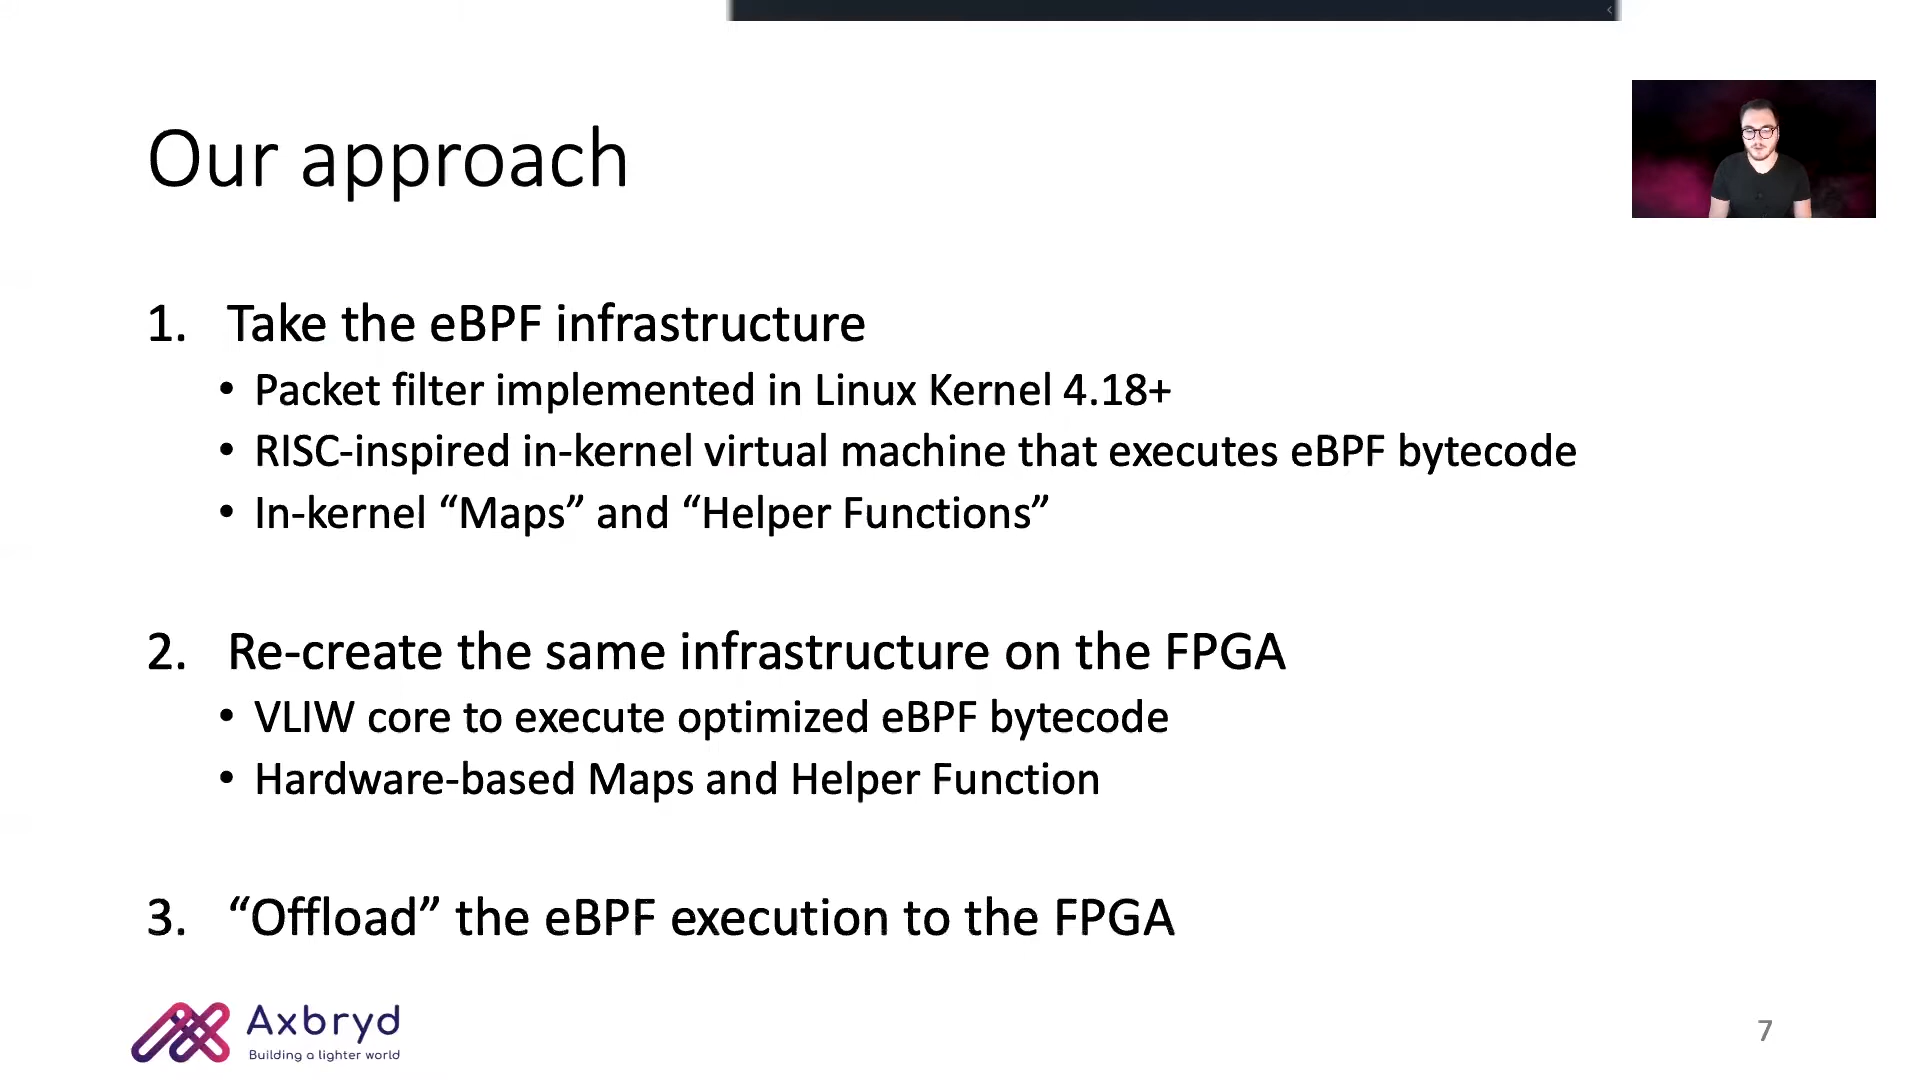 Our approach
1. Take the eBPF infrastructure
• Packet filter implemented in Linux Kernel 4.18+
• RISC-inspired in-kernel virtual machine that executes eBPF bytecode
• In-kernel “Maps” and “Helper Functions”
2. Re-create the same infrastructure on the FPGA
• VLIW core to execute optimized eBPF bytecode
• Hardware-based Maps and Helper Function
3. “Offload” the eBPF execution to the FPGA
Axbryd
Building a lighter world
7